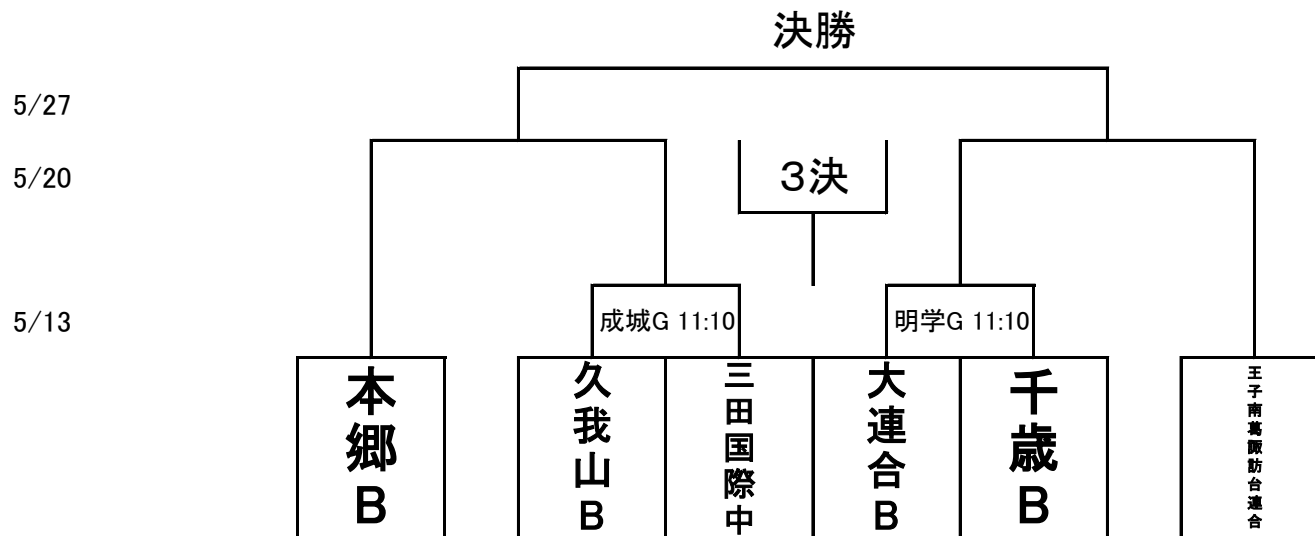 決勝
5/27
5/20
3決
5/13
成城G 11:10
明学G 11:10
本郷B
久我山B
三田国際中
大連合B
千歳B
王子南葛諏訪台連合